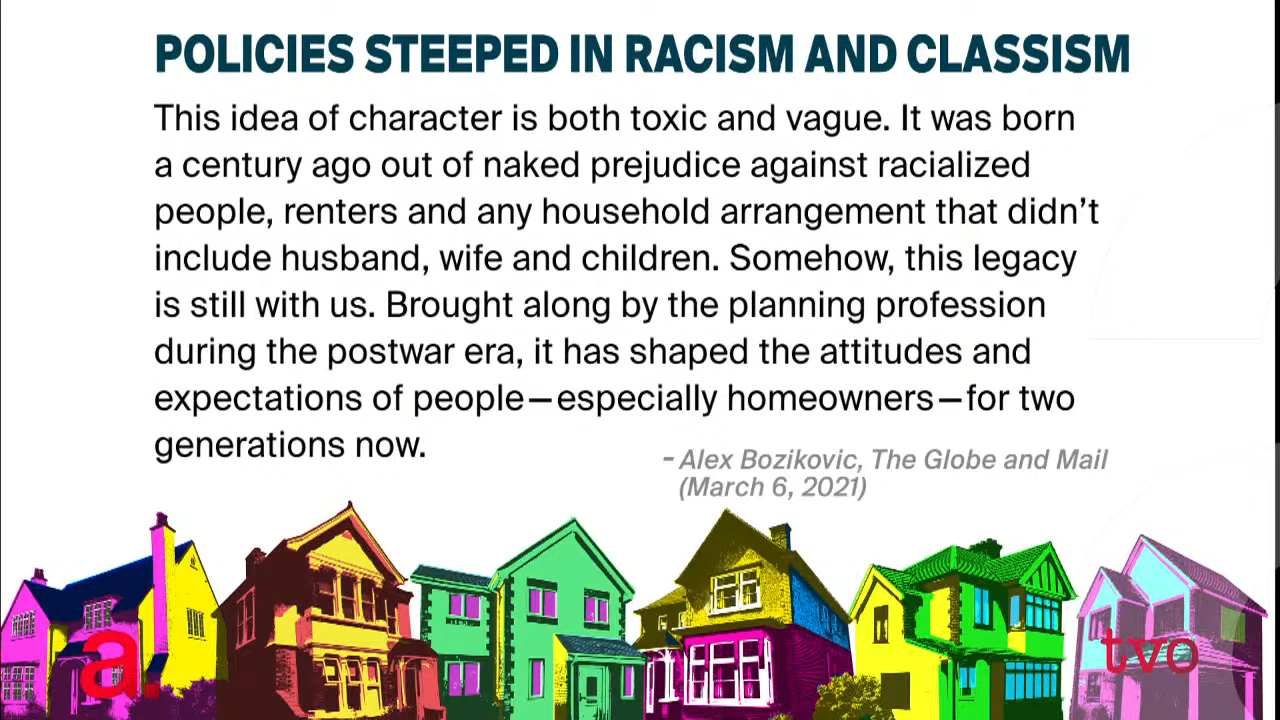 POLICIES STEEPED IN RACISM AND CLASSISM
This idea of character is both toxic and vague. It was born
a century ago out of naked prejudice against racialized
people, renters and any household arrangement that didn’t
include husband, wife and children. Somehow, this legacy
is still with us. Brought along by the planning profession
during the postwar era, it has shaped the attitudes and
expectations of people—especially homeowners—for two
generations now.
- Alex Bozikovic, The Globe and Mail
(March 6, 2021)
a.
tvo